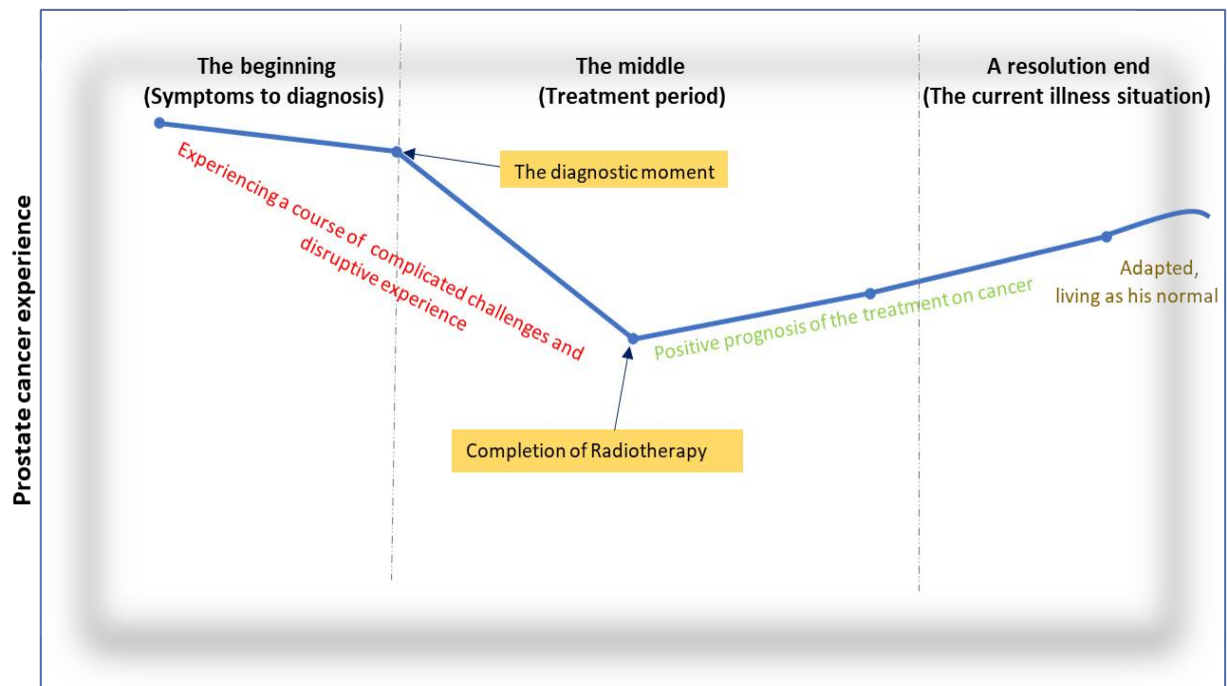 The beginning
(Symptoms to diagnosis)
The middle
(Treatment period)
A resolution end
(The current illness situation)
The diagnostic moment
Experiencing a course of complicated challenges and
disruptive experience
Positive prognosis of the treatment on cancer
Adapted,
living as his normal
Completion of Radiotherapy
Prostate cancer experience